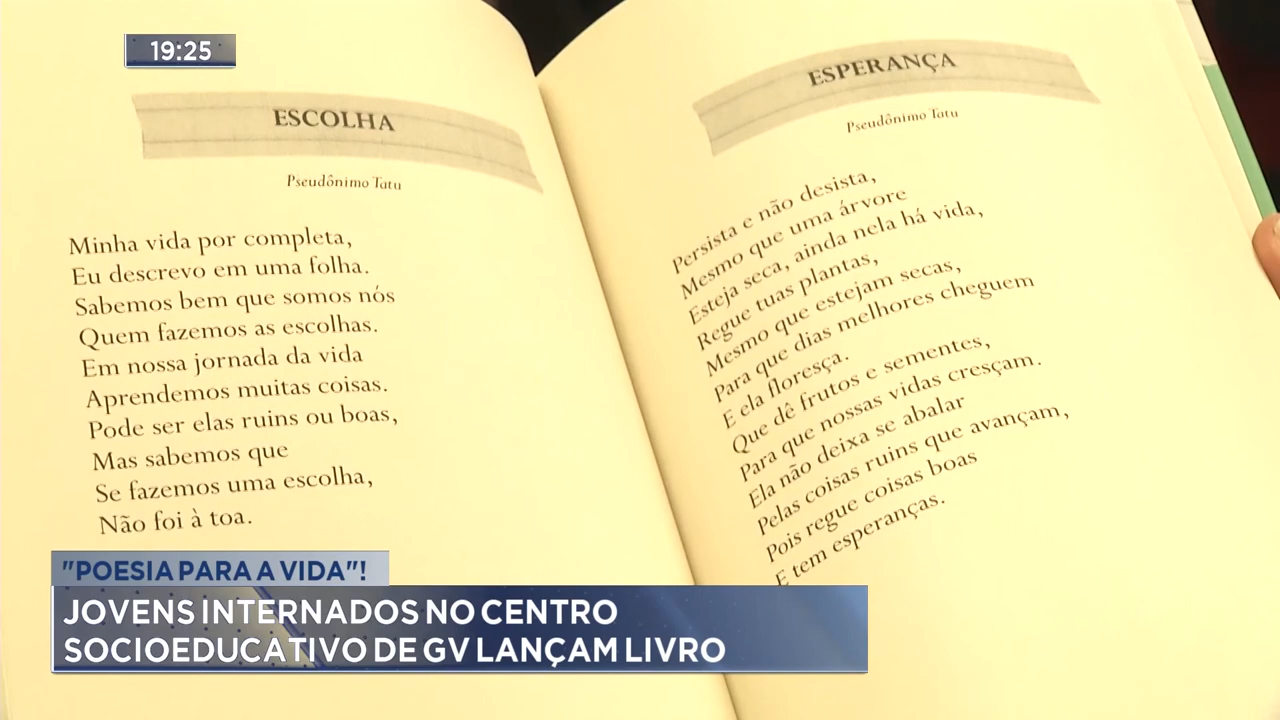 19:25
ESCOLHA
Pseudônimo Tatu
Minha vida por completa,
Eu descrevo em uma folha.
Sabemos bem que somos nós
Quem fazemos as escolhas.
Em nossa jornada da vida
Aprendemos muitas coisas.
Pode ser elas ruins ou boas,
Mas sabemos que
Se fazemos uma escolha,
Não foi à toa.
ESPERANÇA
Pseudônimo Tatu
Persista e não desista,
Mesmo que uma árvore
Esteja seca, ainda nela há vida,
Regue tuas plantas,
Mesmo que estejam secas,
Para que dias melhores cheguem
E ela floresça.
Que dê frutos e sementes,
Para que nossas vidas cresçam.
Ela não deixa se abalar
Pelas coisas ruins que avançam,
Pois regue coisas boas
E tem esperanças.
"POESIA PARA A VIDA"!
JOVENS INTERNADOS NO CENTRO
SOCIOEDUCATIVO DE GV LANÇAM LIVRO